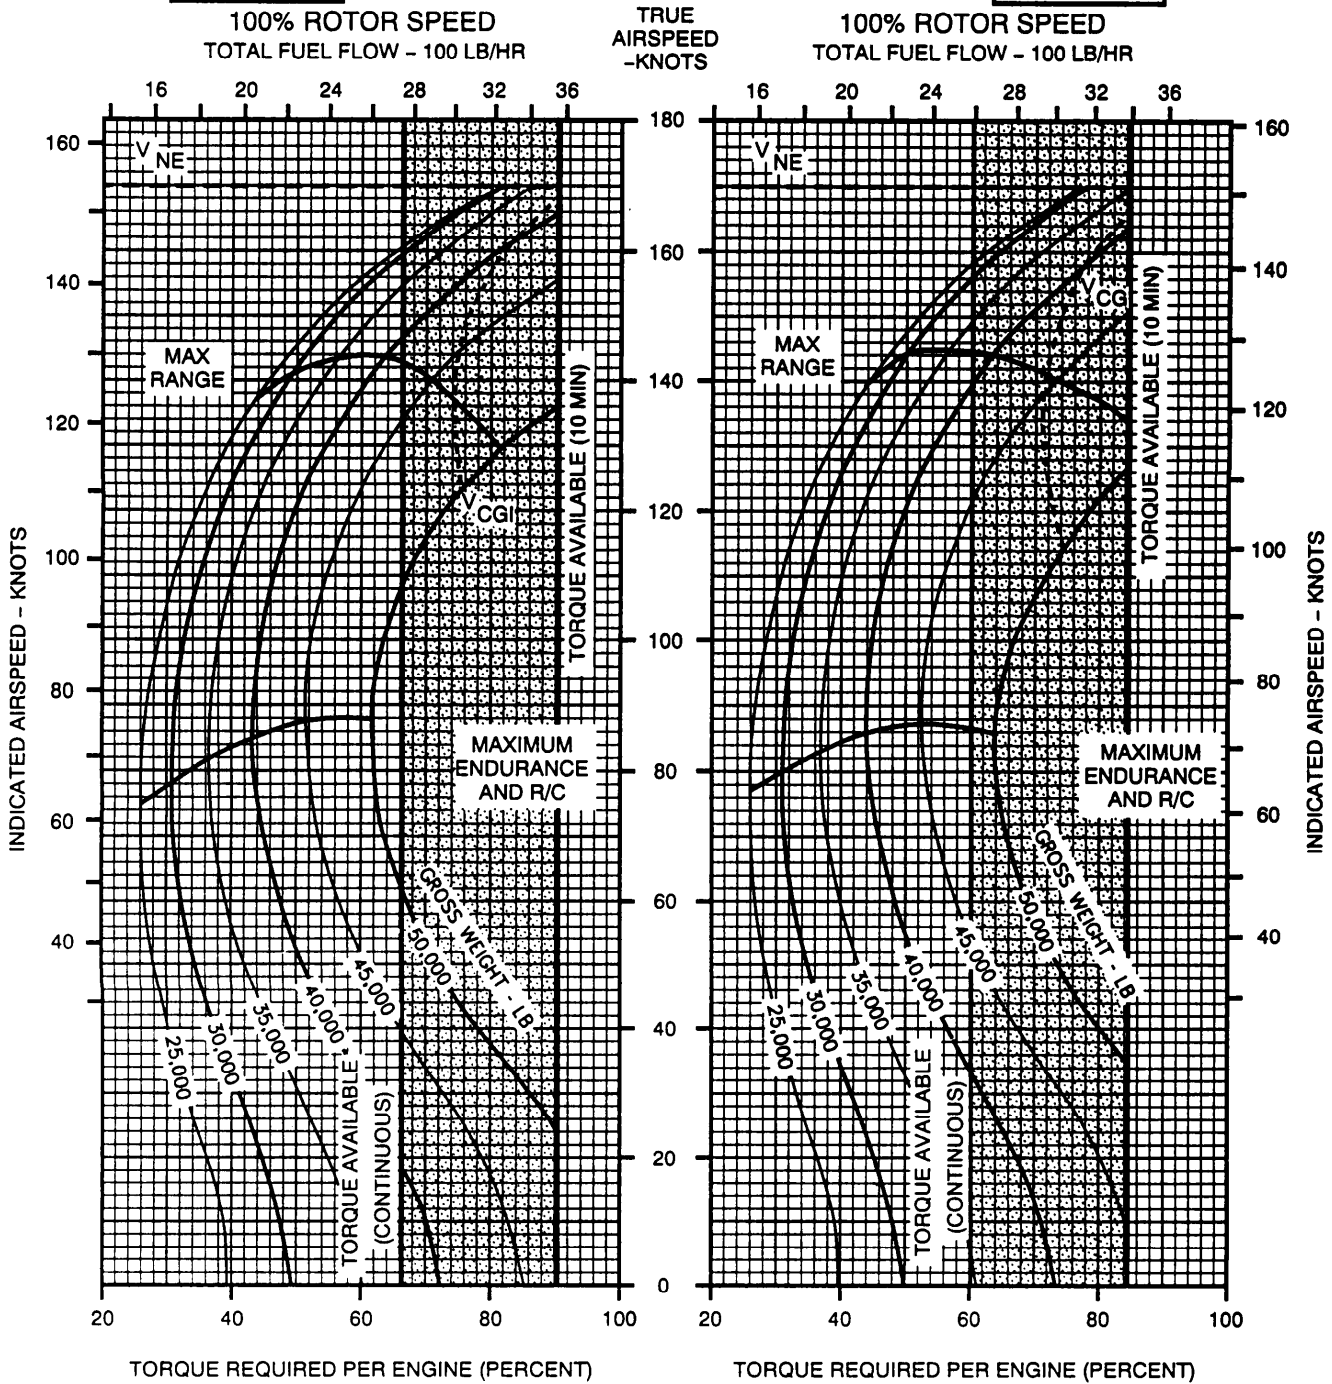 100% ROTOR SPEED
TOTAL FUEL FLOW – 100 LB/HR
TRUE
AIRSPEED
–KNOTS
100% ROTOR SPEED
TOTAL FUEL FLOW – 100 LB/HR
16 20 24 28 32 36
16 20 24 28 32 36
INDICATED AIRSPEED – KNOTS
160
140
120
100
80
60
40
V NE
MAX
RANGE
VCGI
TORQUE AVAILABLE (10 MIN)
MAXIMUM
ENDURANCE
AND R/C
GROSS WEIGHT - LB
25,000
30,000
35,000
40,000
45,000
50,000
TORQUE AVAILABLE
(CONTINUOUS)
20 40 60 80 100
TORQUE REQUIRED PER ENGINE (PERCENT)
180
160
140
120
100
80
60
40
20
0
V NE
MAX
RANGE
VCGI
TORQUE AVAILABLE (10 MIN)
MAXIMUM
ENDURANCE
AND R/C
GROSS WEIGHT - LB
25,000
30,000
35,000
40,000
45,000
50,000
TORQUE AVAILABLE
(CONTINUOUS)
20 40 60 80 100
TORQUE REQUIRED PER ENGINE (PERCENT)
160
140
120
100
80
60
40
INDICATED AIRSPEED – KNOTS